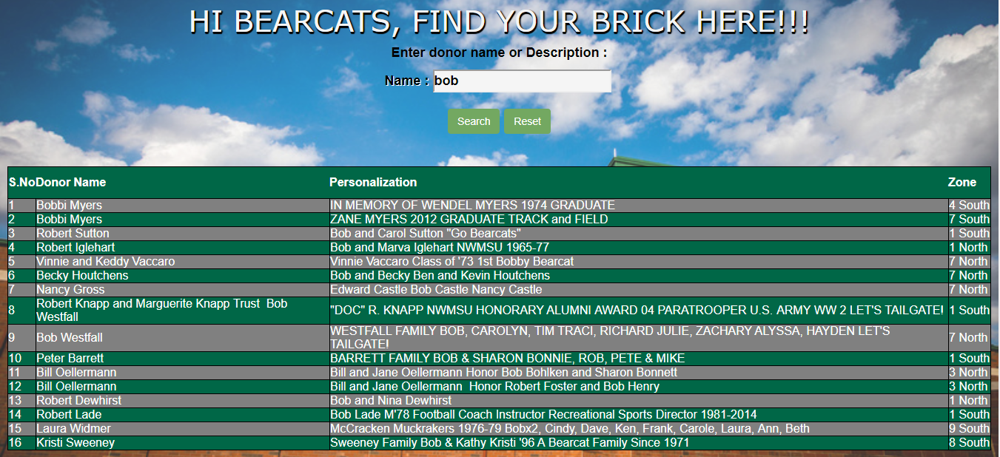 HI BEARCATS, FIND YOUR BRICK HERE!!!
Enter donor name or Description :
Name : bob
Search Reset
S.No Donor Name Personalization Zone
1 Bobbi Myers IN MEMORY OF WENDEL MYERS 1974 GRADUATE 4 South
2 Bobbi Myers ZANE MYERS 2012 GRADUATE TRACK and FIELD 7 South
3 Robert Sutton Bob and Carol Sutton "Go Bearcats" 1 South
4 Robert Iglehart Bob and Marva Iglehart NWMSU 1965-77 1 North
5 Vinnie and Keddy Vaccaro Vinnie Vaccaro Class of '73 1st Bobby Bearcat 7 North
6 Becky Houtchens Bob and Becky Ben and Kevin Houtchens 7 North
7 Nancy Gross Edward Castle Bob Castle Nancy Castle 7 North
8 Robert Knapp and Marguerite Knapp Trust  Bob
Westfall "DOC" R. KNAPP NWMSU HONORARY ALUMNI AWARD 04 PARATROOPER U.S. ARMY WW 2 LET'S TAILGATE! 1 South
9 Bob Westfall WESTFALL FAMILY BOB, CAROLYN, TIM TRACI, RICHARD JULIE, ZACHARY ALYSSA, HAYDEN LET'S
TAILGATE! 7 North
10 Peter Barrett BARRETT FAMILY BOB & SHARON BONNIE, ROB, PETE & MIKE 1 South
11 Bill Oellermann Bill and Jane Oellermann Honor Bob Bohlken and Sharon Bonnett 3 North
12 Bill Oellermann Bill and Jane Oellermann  Honor Robert Foster and Bob Henry 3 North
13 Robert Dewhirst Bob and Nina Dewhirst 1 North
14 Robert Lade Bob Lade M'78 Football Coach Instructor Recreational Sports Director 1981-2014 1 South
15 Laura Widmer McCracken Muckrakers 1976-79 Bobx2, Cindy, Dave, Ken, Frank, Carole, Laura, Ann, Beth 9 South
16 Kristi Sweeney Sweeney Family Bob & Kathy Kristi '96 A Bearcat Family Since 1971 8 South